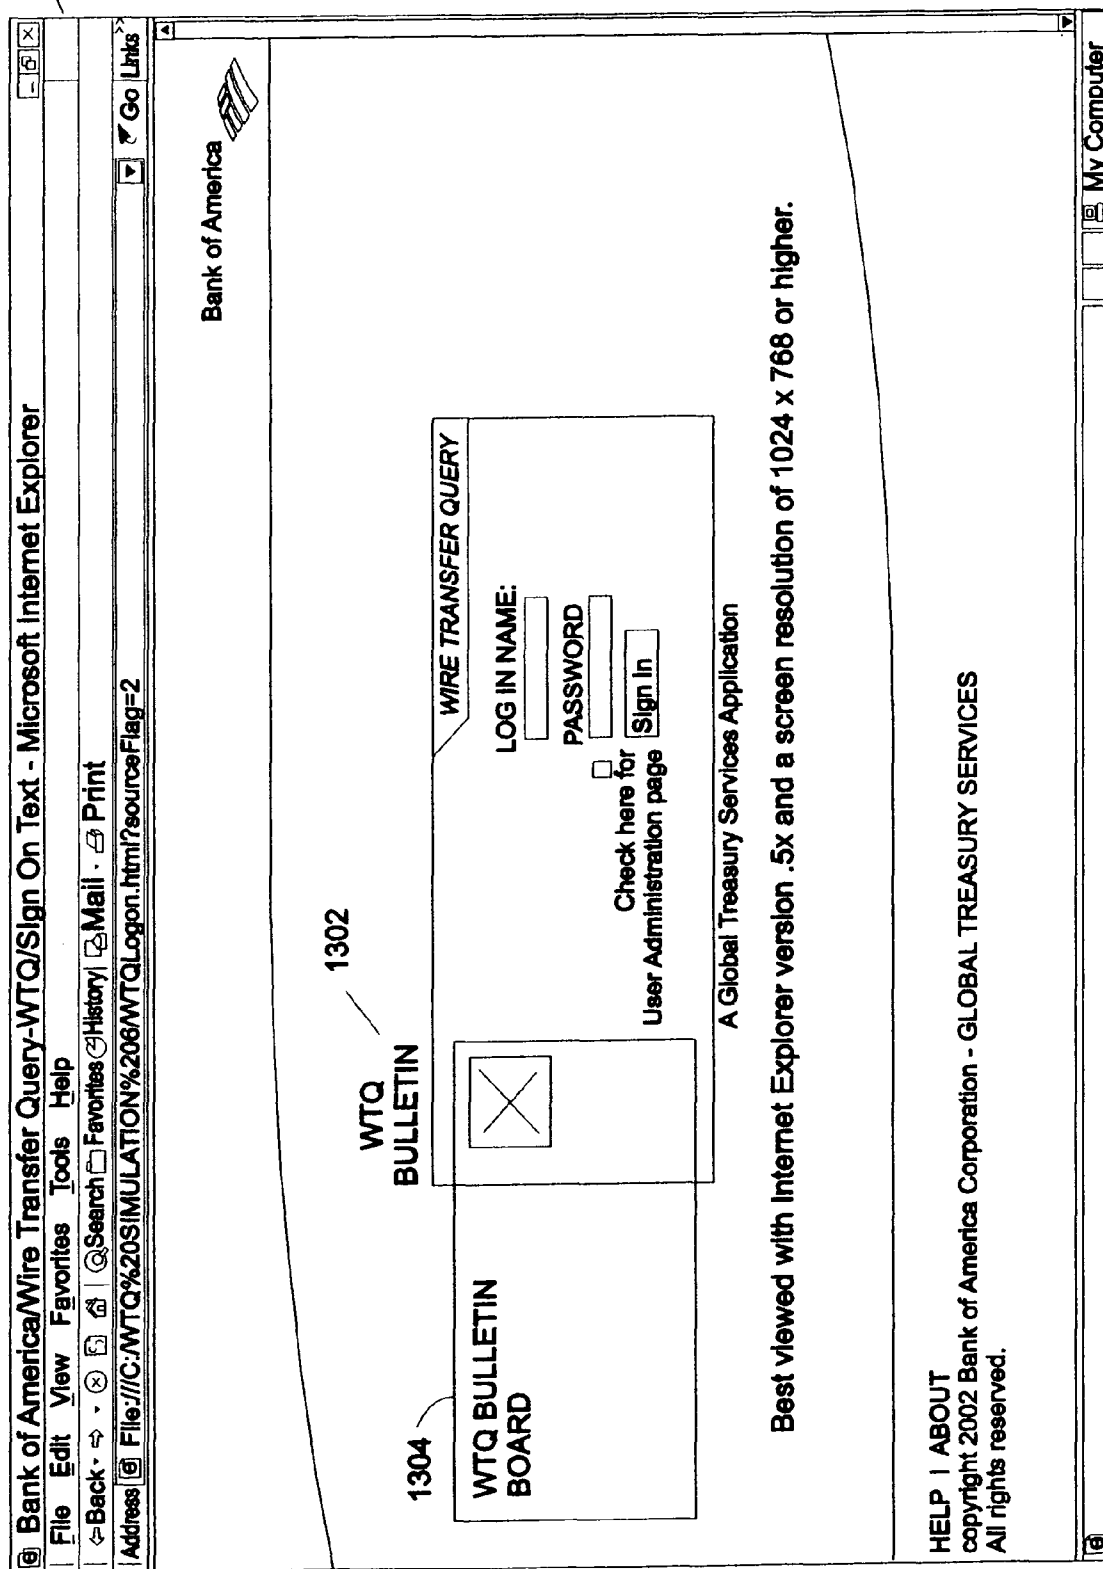 Bank of America/Wire Transfer Query-WTQ/Sign On Text - Microsoft Internet Explorer
File Edit View Favorites Tools Help
Back Search Favorites History Mail Print
Address File:///C:/WTQ%20SIMULATION%206/WTQLogon.html?sourceFlag=2 Go Links
Bank of America
1302
WTQ
BULLETIN
WIRE TRANSFER QUERY
1304
WTQ BULLETIN
BOARD
LOG IN NAME:
PASSWORD
Check here for
User Administration page
Sign In
A Global Treasury Services Application
Best viewed with Internet Explorer version .5x and a screen resolution of 1024 x 768 or higher.
HELP | ABOUT
copyright 2002 Bank of America Corporation - GLOBAL TREASURY SERVICES
All rights reserved.
My Computer